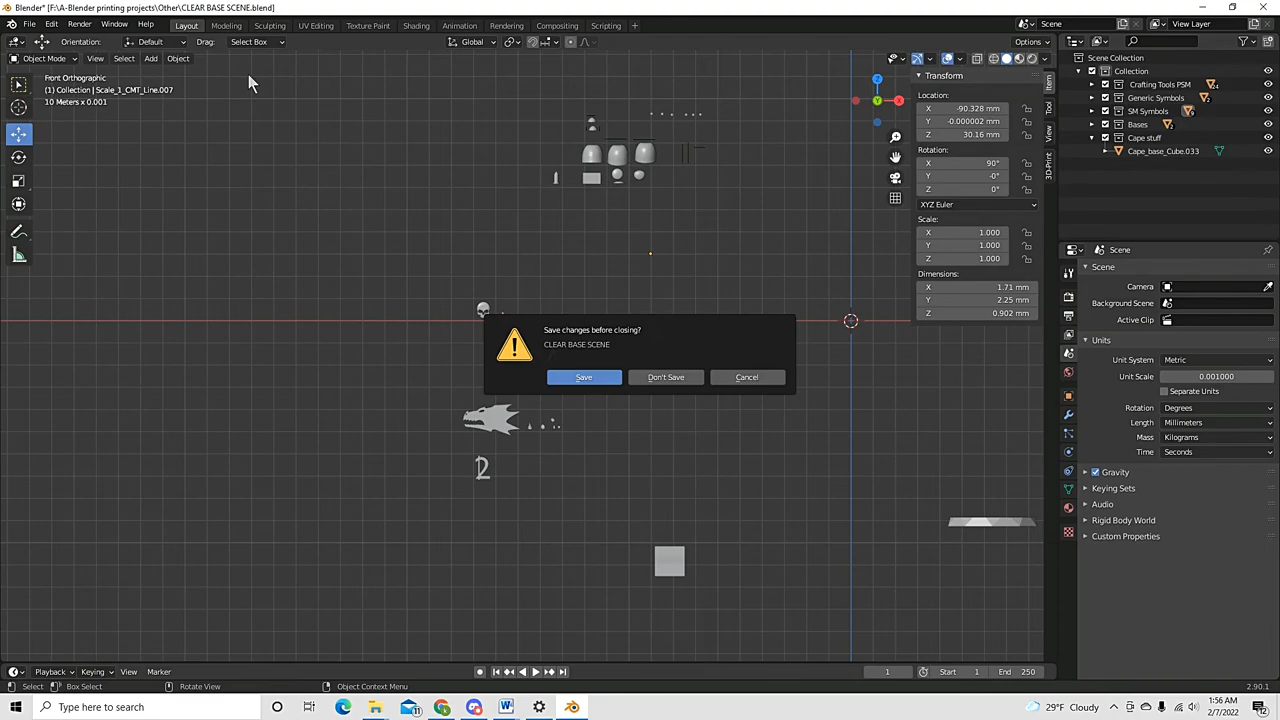 Blender* [F:\A-Blender printing projects\Other\CLEAR BASE SCENE.blend]
File Edit Render Window Help Layout Modeling Sculpting UV Editing Texture Paint Shading Animation Rendering Compositing Scripting Scene View Layer
Orientation: Default Drag: Select Box Global Options
Object Mode View Select Add Object
Front Orthographic
(1) Collection | Scale_1_CMT_Line.007
10 Meters x 0.001
Z
Y
X
Transform
Location:
X -90.328 mm
Y -0.000002 m
Z 30.16 mm
Rotation:
X 90°
Y -0°
Z 0°
XYZ Euler
Scale:
X 1.000
Y 1.000
Z 1.000
Dimensions:
X 1.71 mm
Y 2.25 mm
Z 0.902 mm
Item
Tool
View
3D-Print
Scene Collection
Collection
Crafting Tools PSM 24
Generic Symbols
SM Symbols
Bases
Cape stuff
Cape_base_Cube.033
Scene
Scene
Camera
Background Scene
Active Clip
Units
Unit System Metric
Unit Scale 0.001000
Separate Units
Rotation Degrees
Length Millimeters
Mass Kilograms
Time Seconds
Gravity
Keying Sets
Audio
Rigid Body World
Custom Properties
Save changes before closing?
CLEAR BASE SCENE
Save Don't Save Cancel
Playback Keying View Marker 1 Start 1 End 250
Select Box Select Rotate View Object Context Menu 2.90.1
Type here to search 11 29°F Cloudy 1:56 AM
2/7/2022